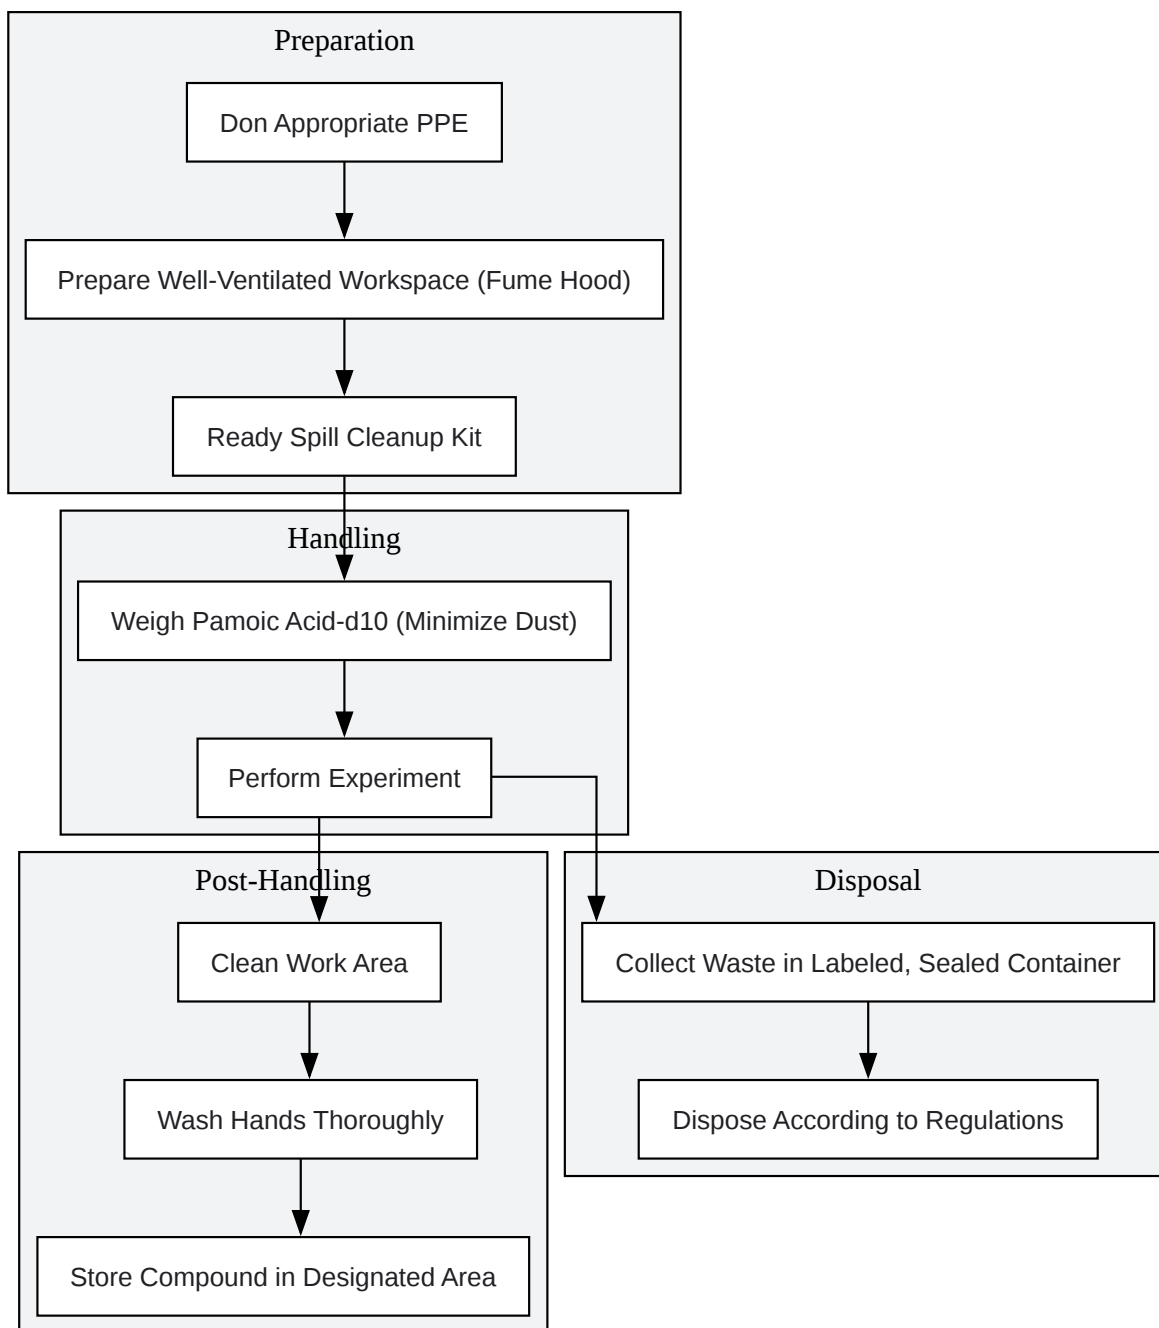 Preparation
Don Appropriate PPE
Prepare Well-Ventilated Workspace (Fume Hood)
Ready Spill Cleanup Kit
Handling
Weigh Pamoic Acid-d10 (Minimize Dust)
Perform Experiment
Post-Handling
Clean Work Area
Wash Hands Thoroughly
Store Compound in Designated Area
Disposal
Collect Waste in Labeled, Sealed Container
Dispose According to Regulations